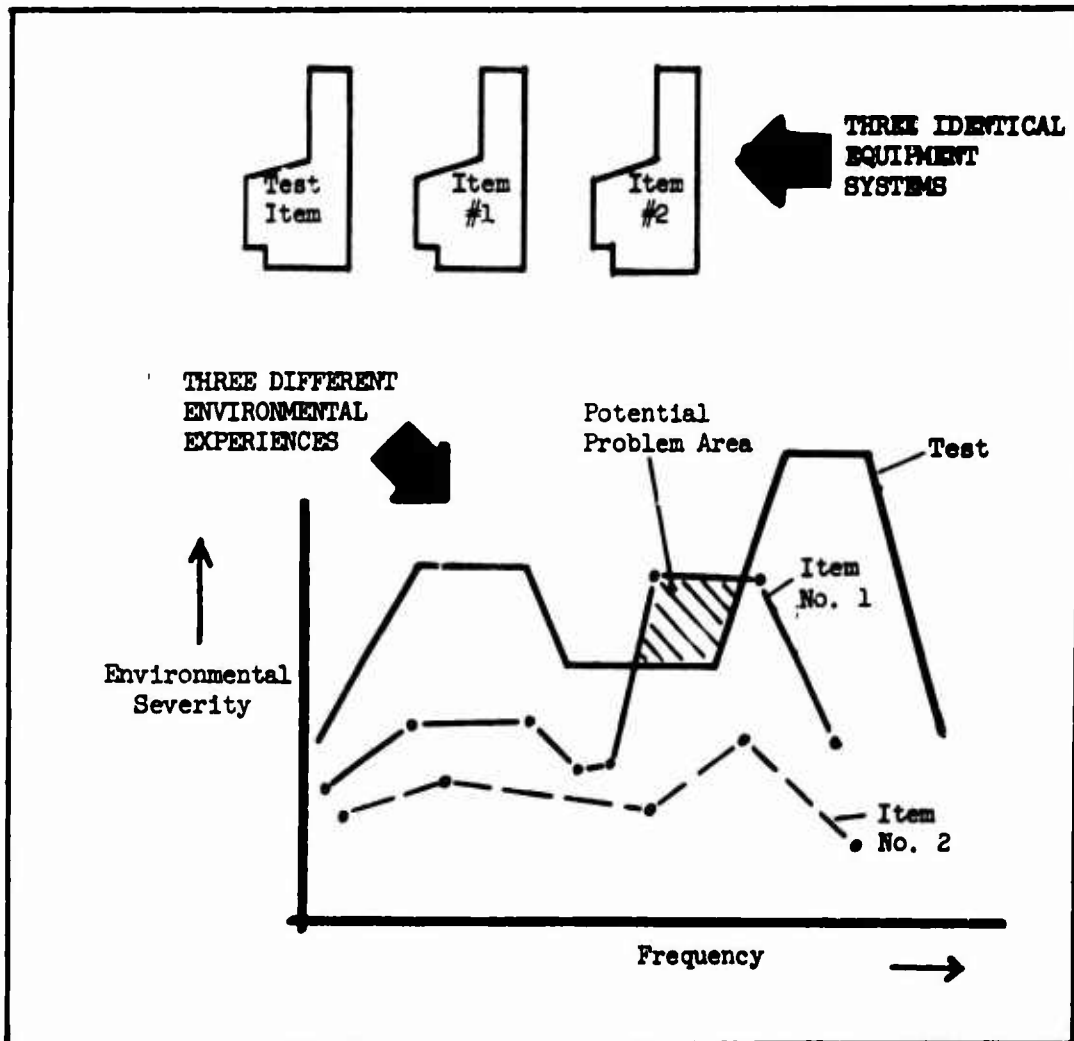 THREE IDENTICAL
EQUIPMENT
SYSTEMS
Test
Item
Item
#1
Item
#2
THREE DIFFERENT
ENVIRONMENTAL
EXPERIENCES
Potential
Problem Area
Test
Item
No. 1
Environmental
Severity
Item
No. 2
Frequency